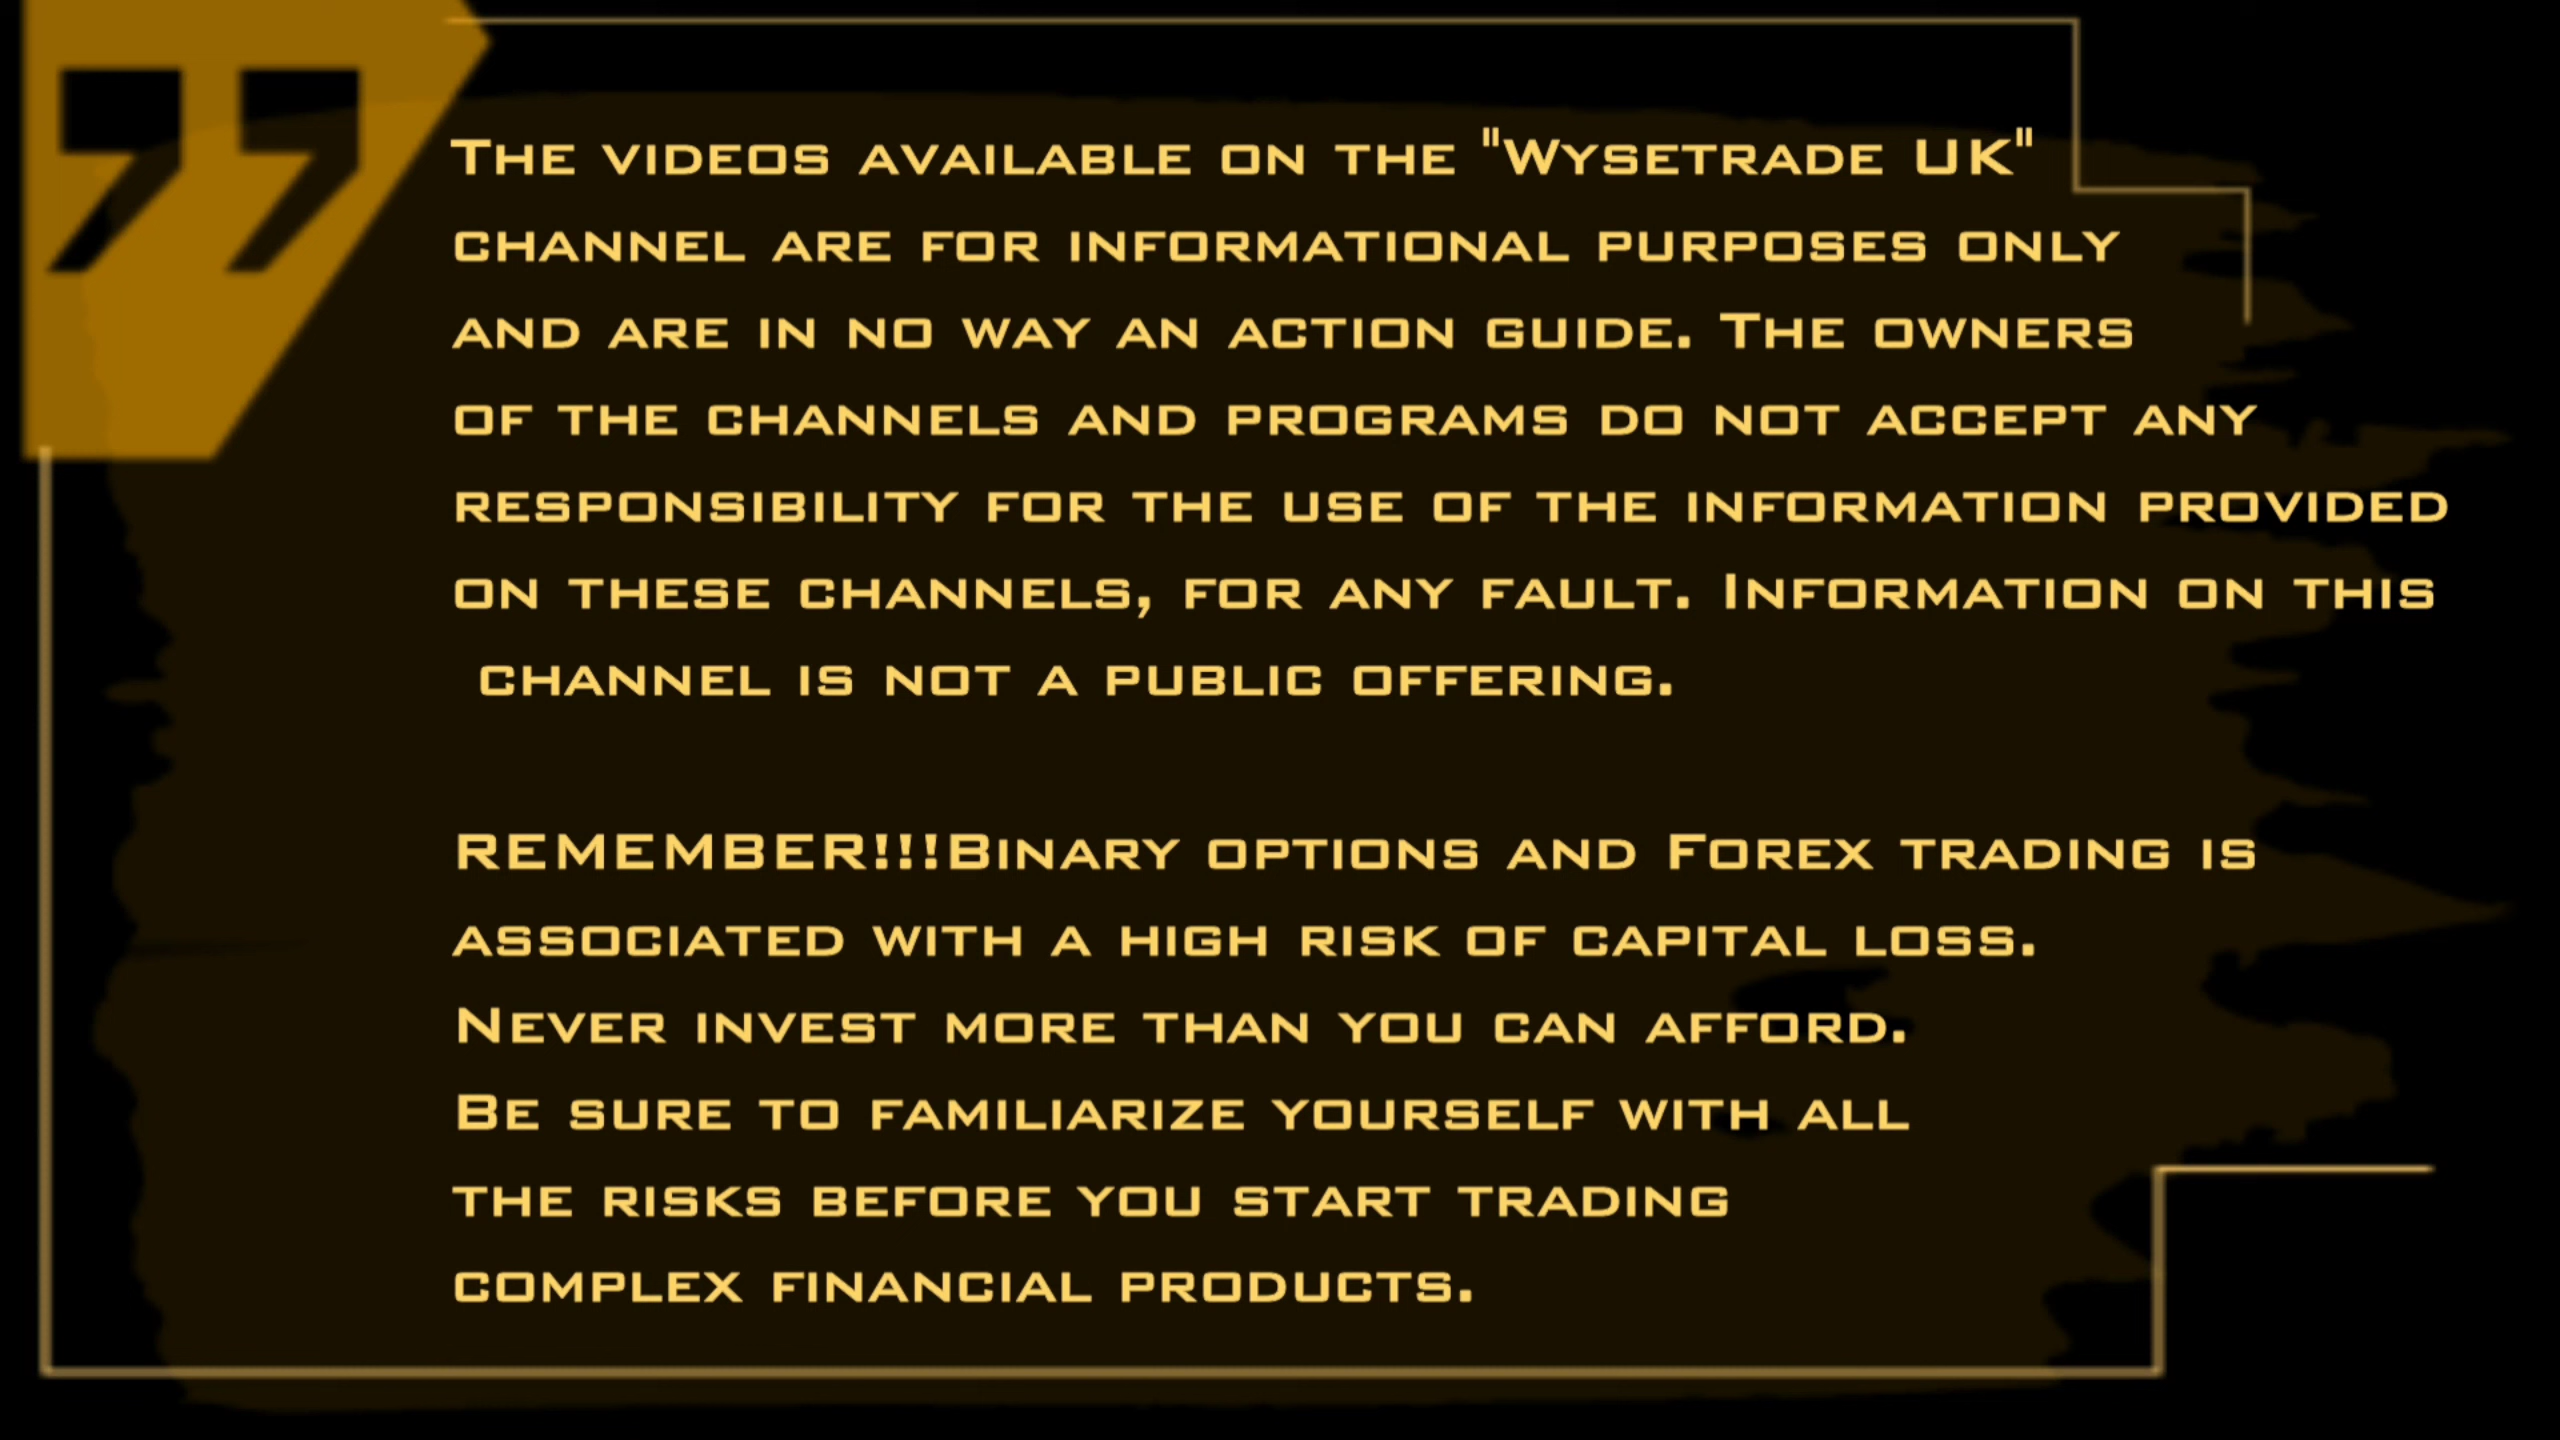 The videos available on the "Wysetrade UK"
channel are for informational purposes only
and are in no way an action guide. The owners
of the channels and programs do not accept any
responsibility for the use of the information provided
on these channels, for any fault. Information on this
channel is not a public offering.
REMEMBER!!!Binary options and Forex trading is
associated with a high risk of capital loss.
Never invest more than you can afford.
Be sure to familiarize yourself with all
the risks before you start trading
complex financial products.